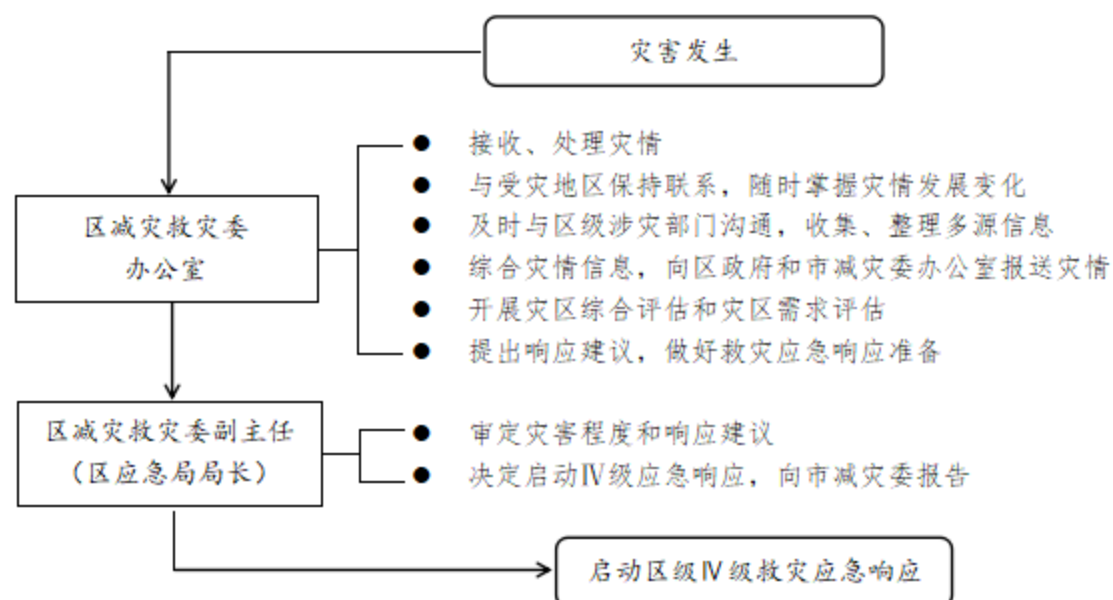 灾害发生
接收、处理灾情
与受灾地区保持联系，随时掌握灾情发展变化
区减灾救灾委
办公室
及时与区级涉灾部门沟通，收集、整理多源信息
综合灾情信息，向区政府和市减灾委办公室报送灾情
开展灾区综合评估和灾区需求评估
提出响应建议，做好救灾应急响应准备
区减灾救灾委副主任
（区应急局局长）
审定灾害程度和响应建议
决定启动Ⅳ级应急响应，向市减灾委报告
启动区级Ⅳ级救灾应急响应